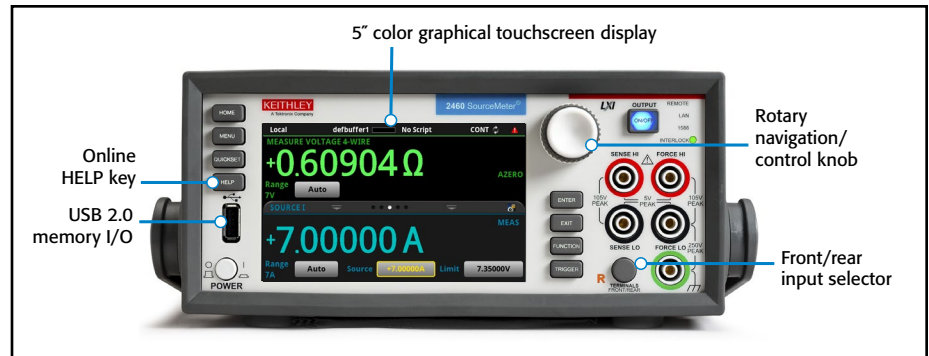 5″ color graphical touchscreen display
Online
HELP key
USB 2.0
memory I/O
Rotary
navigation/
control knob
Front/rear
input selector
HOME
MENU
QUICKSET
HELP
POWER
KEITHLEY
A Tektronix Company
2460 SourceMeter
Local defbuffer1 No Script CONT
MEASURE VOLTAGE 4-WIRE
+0.60904 Ω
AZERO
Range Auto
7V
SOURCE I
MEAS
+7.00000 A
Range Auto Source +7.00000A Limit 7.35000V
7A
ENTER
EXIT
FUNCTION
TRIGGER
LXI
OUTPUT
ON/OFF
REMOTE
LAN
1588
INTERLOCK
SENSE HI FORCE HI
105V
PEAK
5V
PEAK
105V
PEAK
SENSE LO FORCE LO
250V
PEAK
R
TERMINALS
FRONT/REAR